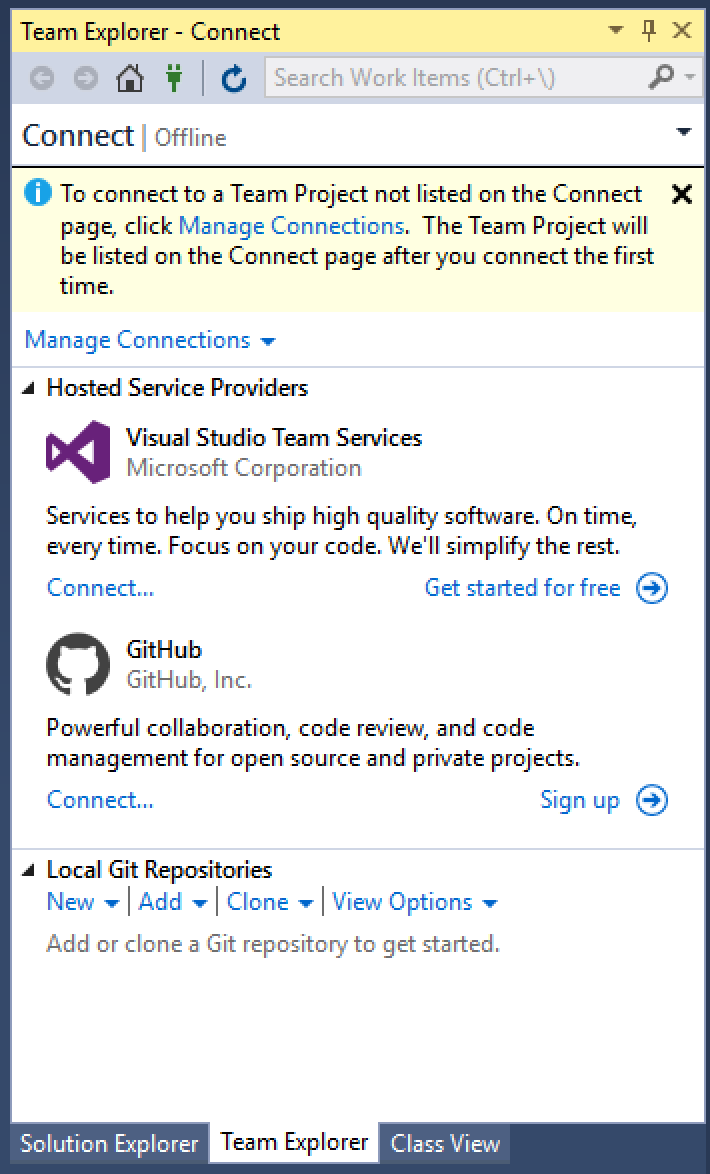 Team Explorer - Connect
Search Work Items (Ctrl+\)
Connect | Offline
To connect to a Team Project not listed on the Connect
page, click Manage Connections.  The Team Project will
be listed on the Connect page after you connect the first
time.
Manage Connections
Hosted Service Providers
Visual Studio Team Services
Microsoft Corporation
Services to help you ship high quality software. On time,
every time. Focus on your code. We'll simplify the rest.
Connect... Get started for free
GitHub
GitHub, Inc.
Powerful collaboration, code review, and code
management for open source and private projects.
Connect... Sign up
Local Git Repositories
New | Add | Clone | View Options
Add or clone a Git repository to get started.
Solution Explorer Team Explorer Class View